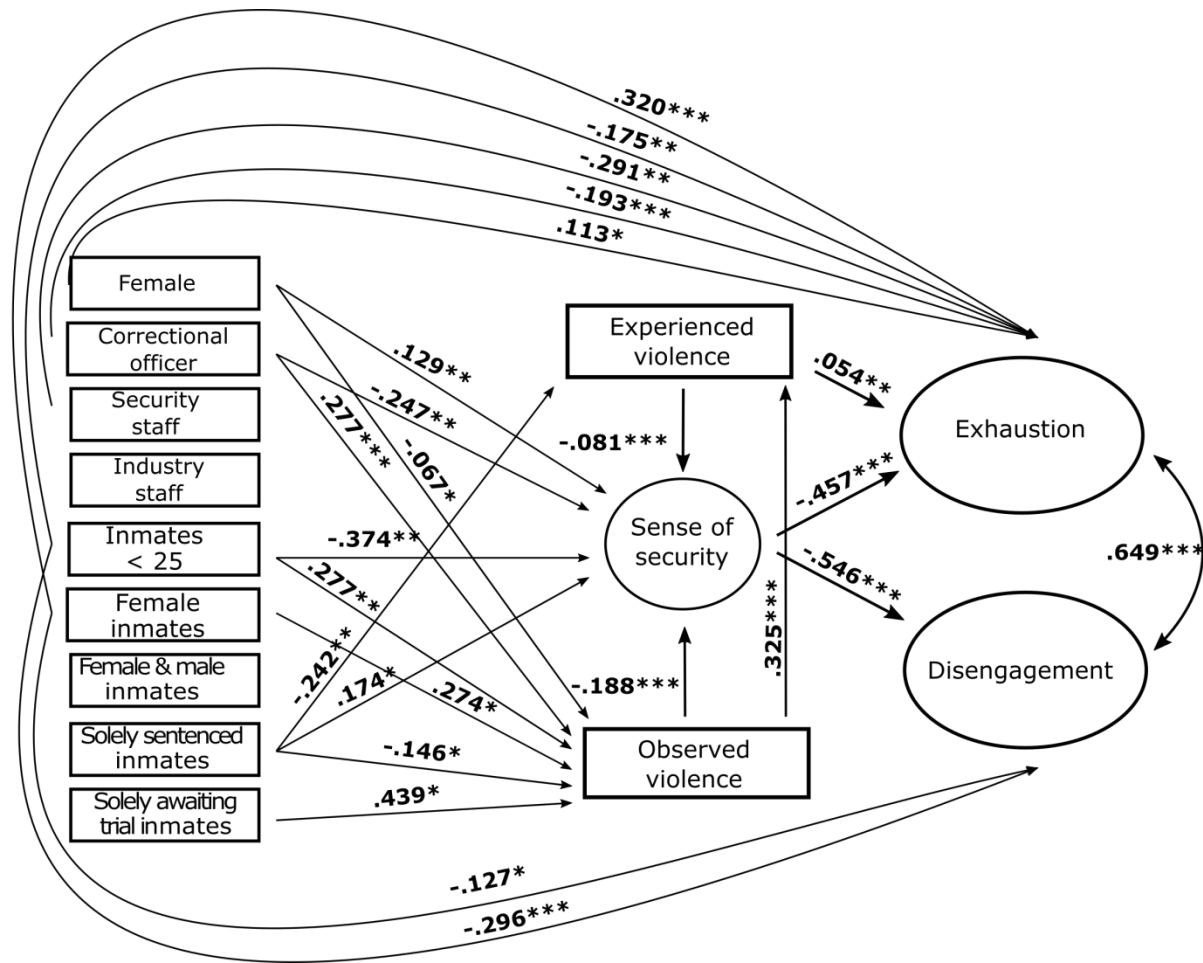 .320***
-.175**
-.291**
-.193***
.113*
Female
Correctional
officer
Security
staff
Industry
staff
Inmates
< 25
Female
inmates
Female & male
inmates
Solely sentenced
inmates
Solely awaiting
trial inmates
.129**
-.247**
.277***
-.067*
-.374**
.277**
-.242**
.174*
.274*
-.146*
.439*
Experienced
violence
-.081***
Sense of
security
-.188***
Observed
violence
.325***
.054**
-.457***
-.546***
Exhaustion
Disengagement
.649***
-.127*
-.296***